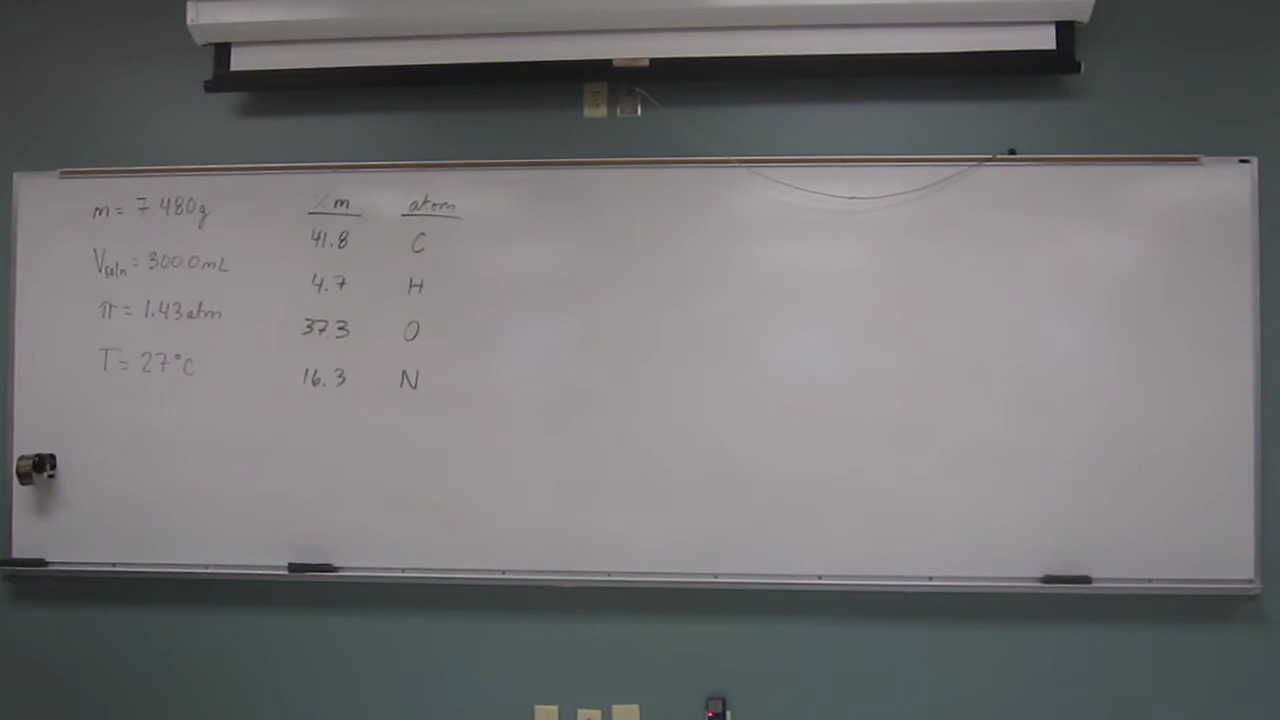 m = 7.480g
Vsoln = 300.0mL
π = 1.43atm
T = 27°C
%m atom
41.8 C
4.7 H
37.3 O
16.3 N